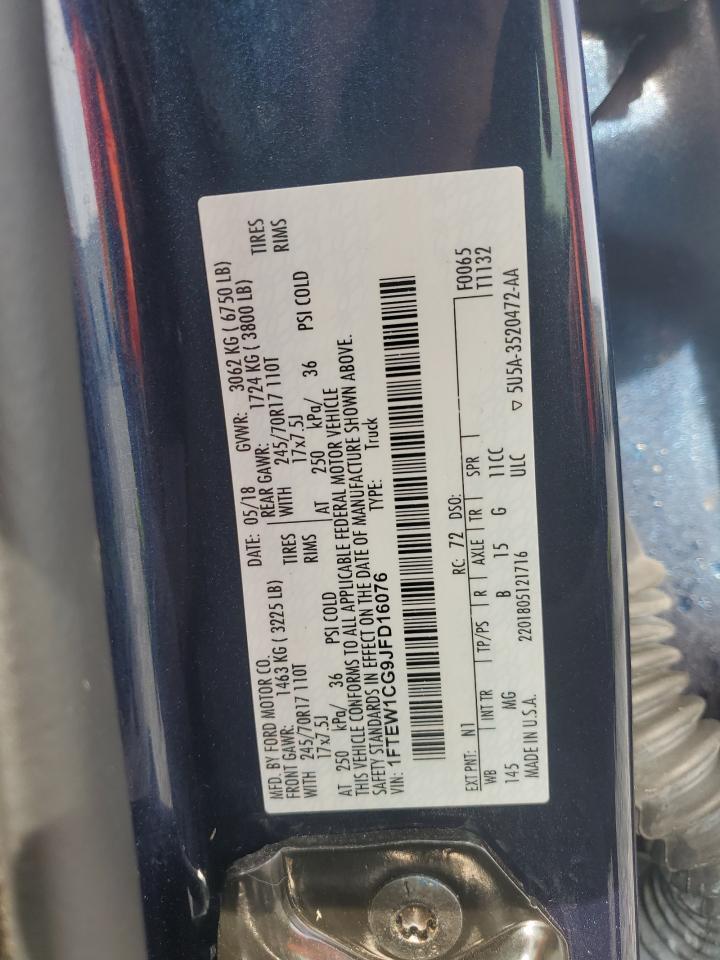 MFD. BY FORD MOTOR CO. DATE: 05/18 GVWR: 3062 KG ( 6750 LB)
FRONT GAWR: 1463 KG ( 3225 LB) REAR GAWR: 1724 KG ( 3800 LB)
WITH 245/70R17 110T TIRES WITH 245/70R17 110T TIRES
17x7.5J RIMS 17x7.5J RIMS
AT 250 kPa/ 36 PSI COLD AT 250 kPa/ 36 PSI COLD
THIS VEHICLE CONFORMS TO ALL APPLICABLE FEDERAL MOTOR VEHICLE
SAFETY STANDARDS IN EFFECT ON THE DATE OF MANUFACTURE SHOWN ABOVE.
VIN: 1FTEW1CG9JFD16076 TYPE: Truck
EXT PNT: N1 RC: 72 DSO: F0065
WB INT TR TP/PS R AXLE TR SPR T1132
145 MG B 15 G 11CC
MADE IN U.S.A. 2201805121716 ULC ▽ 5U5A-3520472-AA